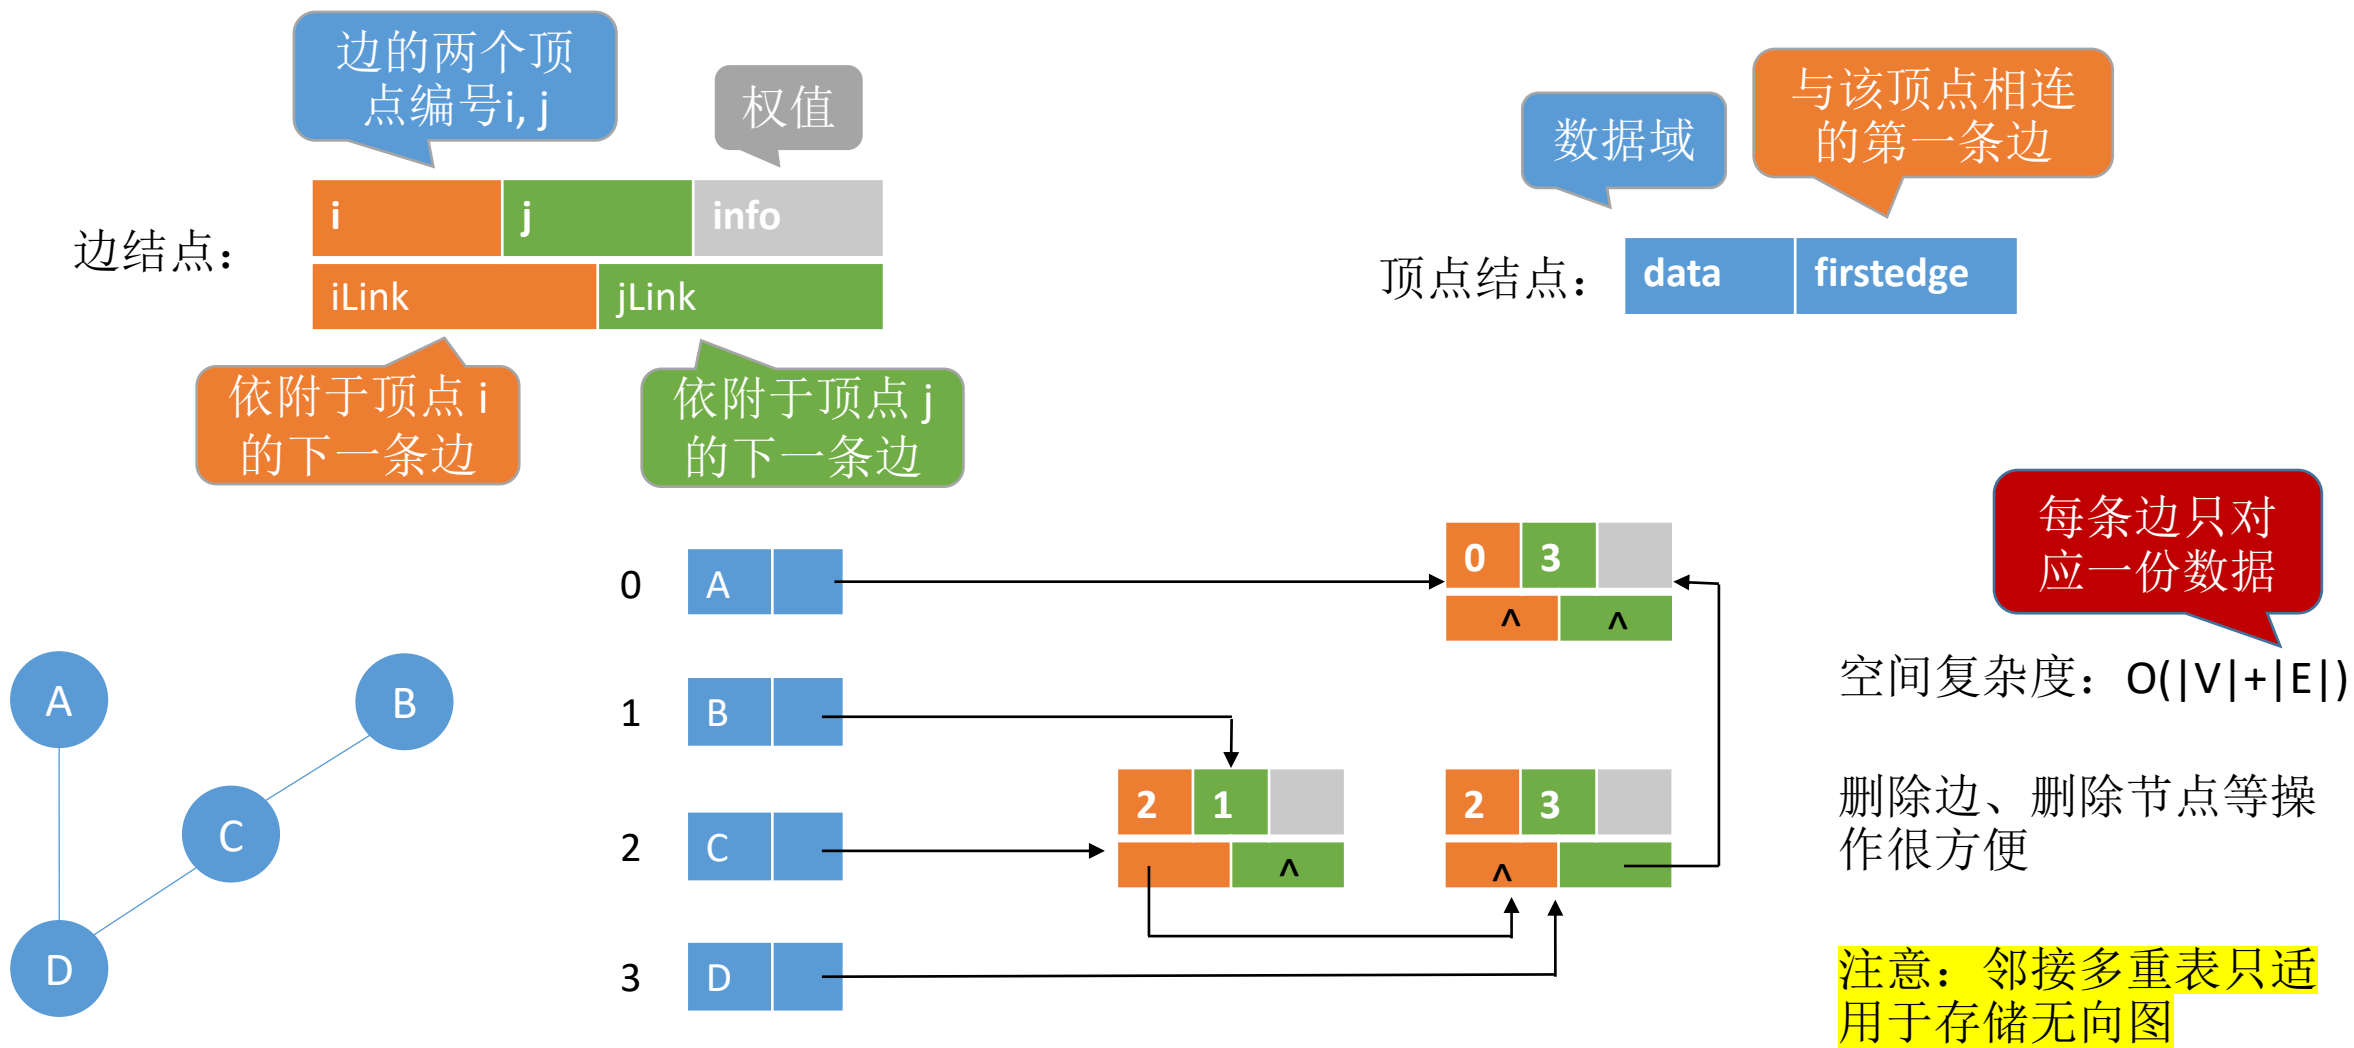 边的两个顶
点编号i, j
权值
数据域
与该顶点相连
的第一条边
边结点：
i
j
info
iLink
jLink
顶点结点：
data
firstedge
依附于顶点 i
的下一条边
依附于顶点 j
的下一条边
每条边只对
应一份数据
0
A
0
3
^
^
空间复杂度：O(|V|+|E|)
A
B
C
D
1
B
2
C
2
1
^
2
3
^
删除边、删除节点等操
作很方便
3
D
注意：邻接多重表只适
用于存储无向图